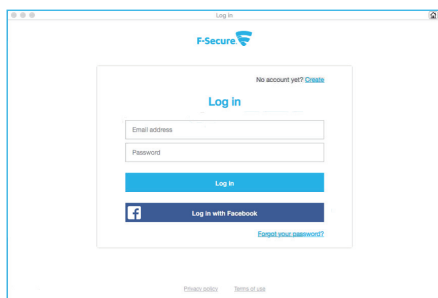 Log in
F-Secure
No account yet? Create
Log in
Email address
Password
Log in
Log in with Facebook
Forgot your password?
Privacy policy Terms of use